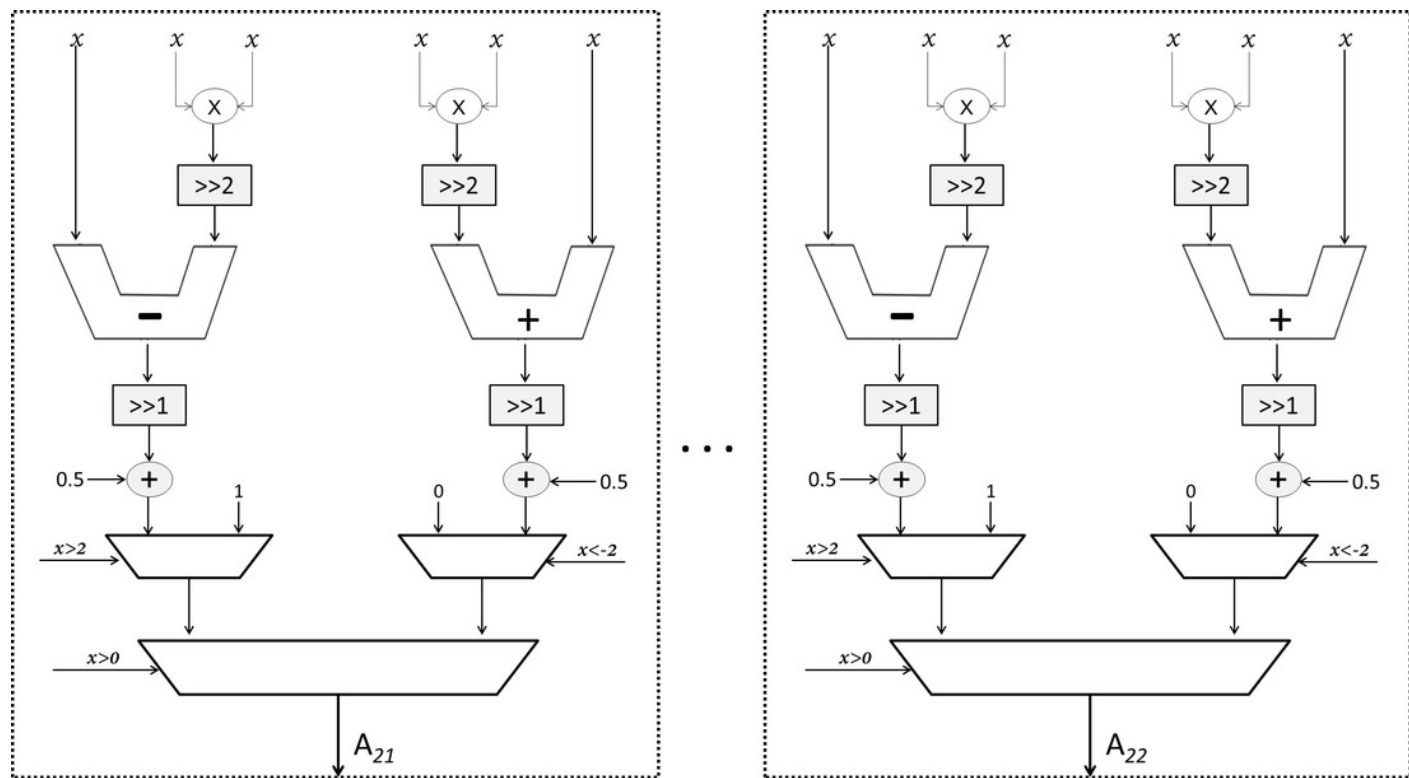 x x x x x x x x x x x x
X X X X
>>2 >>2 >>2 >>2
- + - +
>>1 >>1 >>1 >>1
...
0.5 + + 0.5 0.5 + + 0.5
1 0 1 0
x>2 x<-2 x>2 x<-2
x>0 x>0
A21 A22